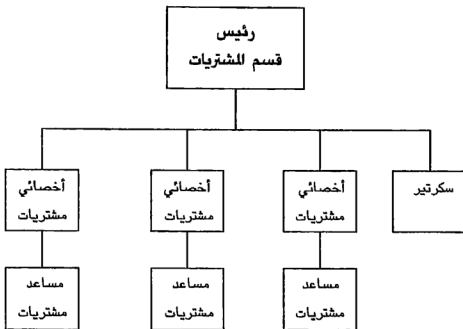 رئيس
قسم المشتريات
سكرتير
أخصائي
مشتريات
أخصائي
مشتريات
أخصائي
مشتريات
مساعد
مشتريات
مساعد
مشتريات
مساعد
مشتريات